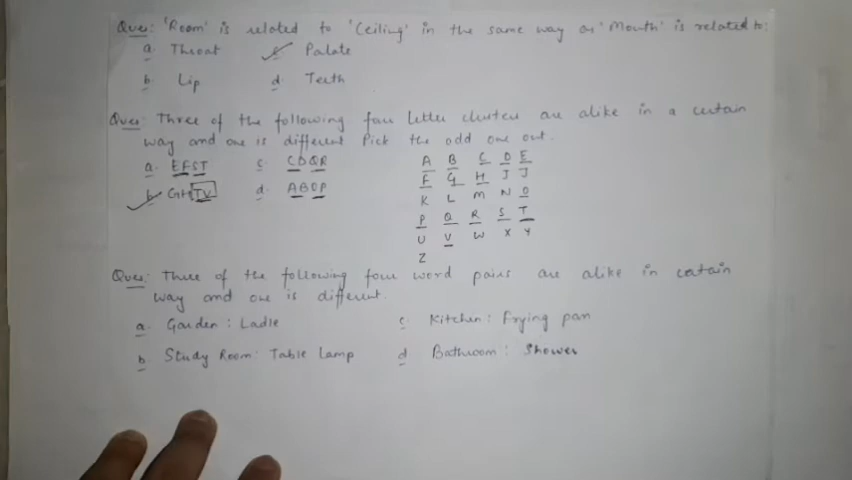 Ques: 'Room' is related to 'Ceiling' in the same way as 'Mouth' is related to:
a. Throat c. Palate
b. Lip d. Teeth
Ques: Three of the following four letter clusters are alike in a certain
way and one is different Pick the odd one out.
a. EFST c. CDQR
b. GHTV d. ABOP
A B C D E
F G H I J
K L M N O
P Q R S T
U V W X Y
Z
Ques: Three of the following four word pairs are alike in certain
way and one is different.
a. Garden : Ladle c. Kitchen : Frying pan
b. Study Room : Table Lamp d Bathroom : Shower